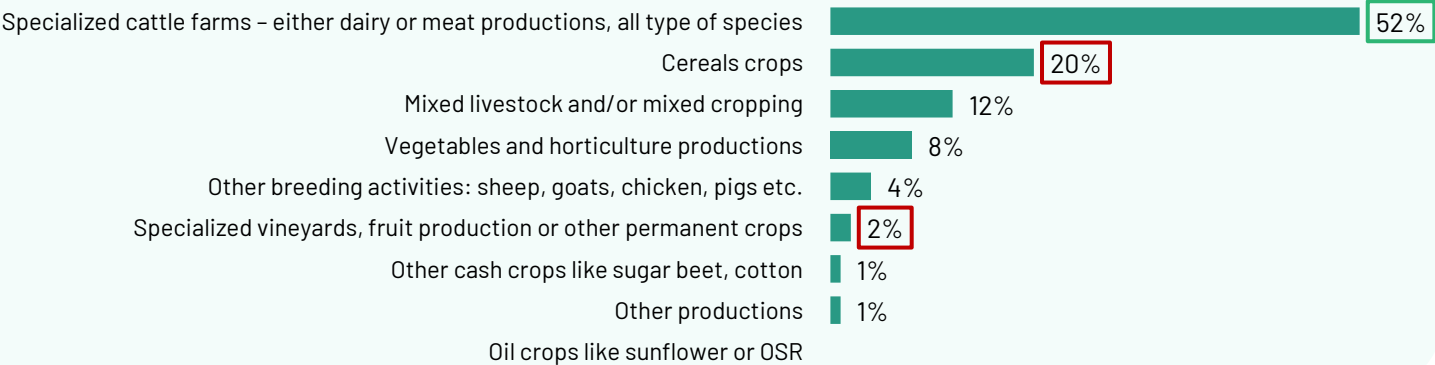 Specialized cattle farms – either dairy or meat productions, all type of species 52%
Cereals crops 20%
Mixed livestock and/or mixed cropping 12%
Vegetables and horticulture productions 8%
Other breeding activities: sheep, goats, chicken, pigs etc. 4%
Specialized vineyards, fruit production or other permanent crops 2%
Other cash crops like sugar beet, cotton 1%
Other productions 1%
Oil crops like sunflower or OSR